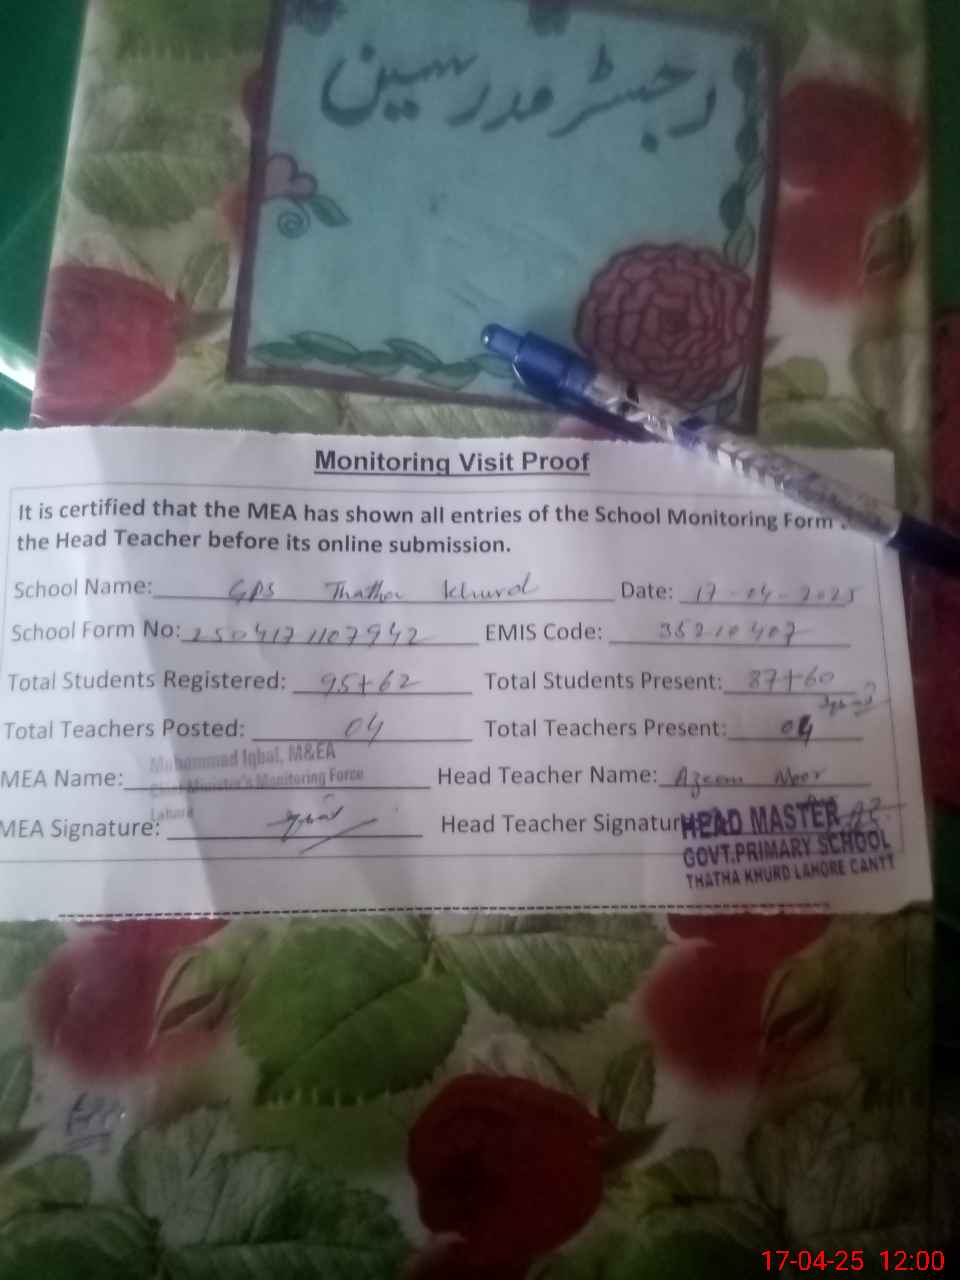 رجسٹر مدرسین
Monitoring Visit Proof
It is certified that the MEA has shown all entries of the School Monitoring Form
the Head Teacher before its online submission.
School Name: GPS Thatha Khurd Date: 17-04-2025
School Form No: 2504171107942 EMIS Code: 35210407
Total Students Registered: 95+62 Total Students Present: 87+60
Total Teachers Posted: 04 Total Teachers Present: 04
MEA Name: Muhammad Iqbal, M&EA Head Teacher Name: Azeem Noor
Chief Minister's Monitoring Force
Lahore
MEA Signature: Iqbal Head Teacher Signatur
HEAD MASTER
GOVT.PRIMARY SCHOOL
THATHA KHURD LAHORE CANTT
17-04-25 12:00